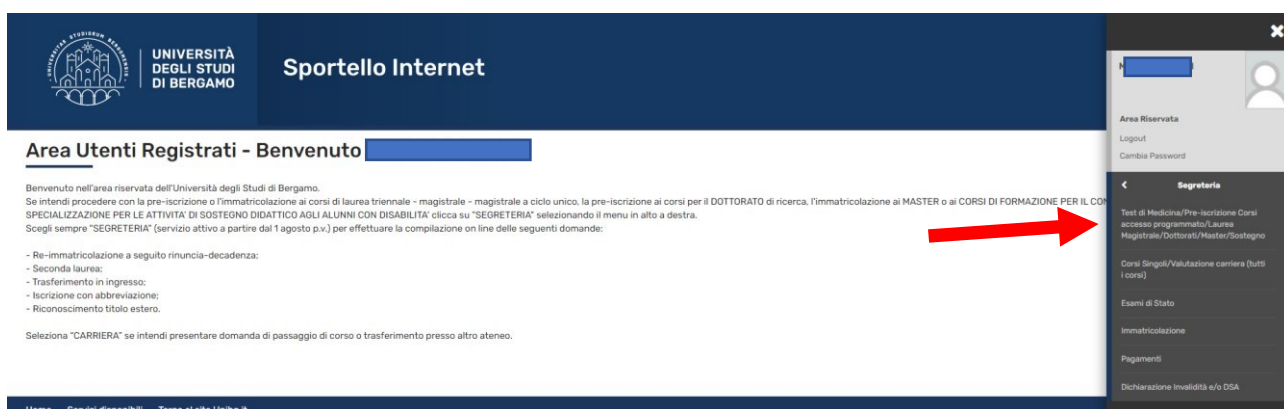 UNIVERSITÀ
DEGLI STUDI
DI BERGAMO
Sportello Internet
Area Utenti Registrati - Benvenuto
Benvenuto nell'area riservata dell'Università degli Studi di Bergamo.
Se intendi procedere con la pre-iscrizione o l'immatricolazione ai corsi di laurea triennale - magistrale - magistrale a ciclo unico, la pre-iscrizione ai corsi per il DOTTORATO di ricerca, l'immatricolazione ai MASTER o ai CORSI DI FORMAZIONE PER IL CON
SPECIALIZZAZIONE PER LE ATTIVITA' DI SOSTEGNO DIDATTICO AGLI ALUNNI CON DISABILITA' clicca su "SEGRETERIA" selezionando il menu in alto a destra.
Scegli sempre "SEGRETERIA" (servizio attivo a partire dal 1 agosto p.v.) per effettuare la compilazione on line delle seguenti domande:
- Re-immatricolazione a seguito rinuncia-decadenza;
- Seconda laurea;
- Trasferimento in ingresso;
- Iscrizione con abbreviazione;
- Riconoscimento titolo estero.
Seleziona "CARRIERA" se intendi presentare domanda di passaggio di corso o trasferimento presso altro ateneo.
Area Riservata
Logout
Cambia Password
Segreteria
Test di Medicina/Pre-iscrizione Corsi
accesso programmato/Laurea
Magistrale/Dottorati/Master/Sostegno
Corsi Singoli/Valutazione carriera (tutti
i corsi)
Esami di Stato
Immatricolazione
Pagamenti
Dichiarazione Invalidità e/o DSA